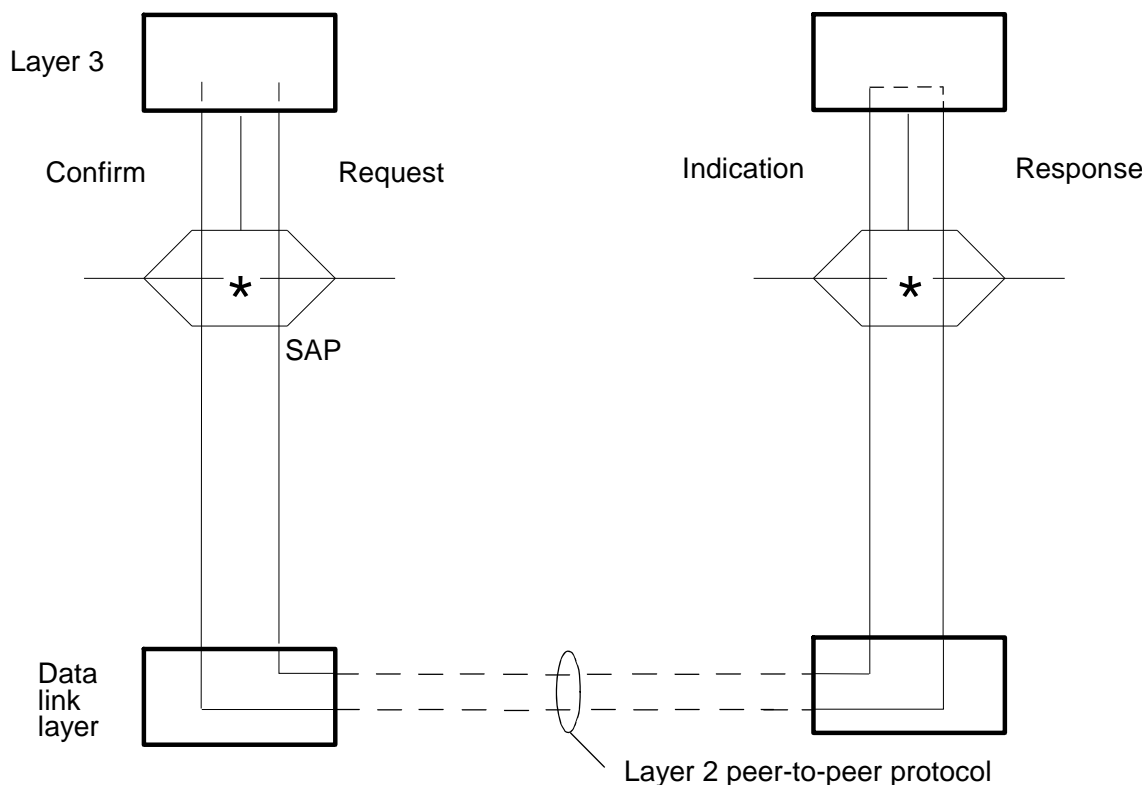 Layer 3
Confirm
Request
Indication
Response
*
*
SAP
Data
link
layer
Layer 2 peer-to-peer protocol